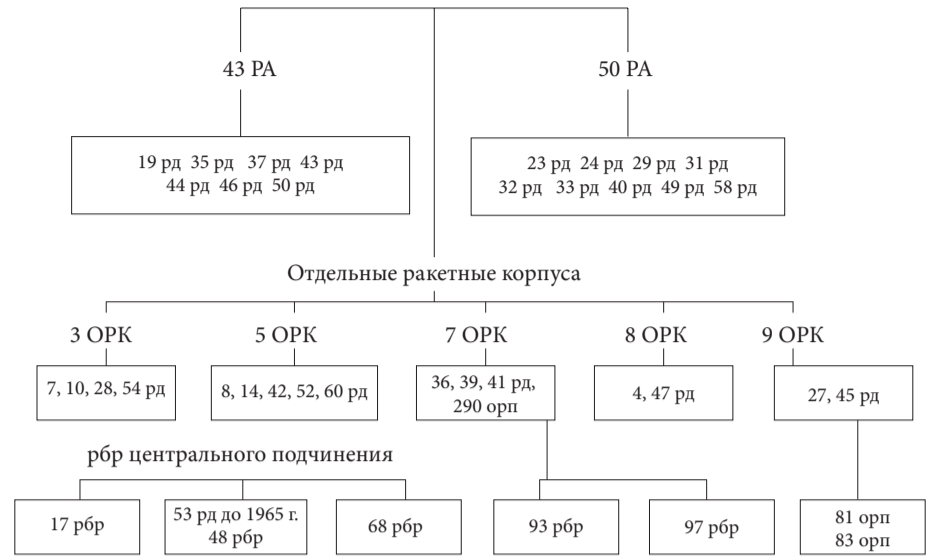 43 РА
50 РА
19 рд 35 рд 37 рд 43 рд
44 рд 46 рд 50 рд
23 рд 24 рд 29 рд 31 рд
32 рд 33 рд 40 рд 49 рд 58 рд
Отдельные ракетные корпуса
3 ОРК
5 ОРК
7 ОРК
8 ОРК
9 ОРК
7, 10, 28, 54 рд
8, 14, 42, 52, 60 рд
36, 39, 41 рд,
290 орп
4, 47 рд
27, 45 рд
рбр центрального подчинения
17 рбр
53 рд до 1965 г.
48 рбр
68 рбр
93 рбр
97 рбр
81 орп
83 орп